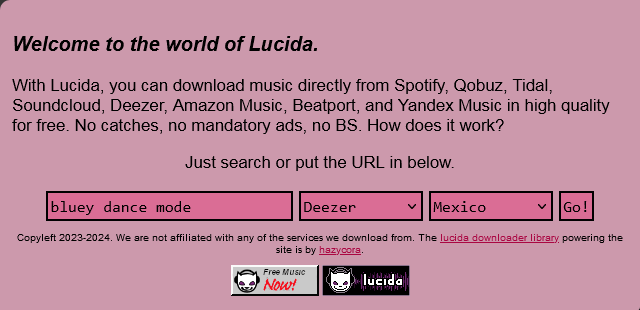 Welcome to the world of Lucida.
With Lucida, you can download music directly from Spotify, Qobuz, Tidal,
Soundcloud, Deezer, Amazon Music, Beatport, and Yandex Music in high quality
for free. No catches, no mandatory ads, no BS. How does it work?
Just search or put the URL in below.
bluey dance mode Deezer Mexico Go!
Copyleft 2023-2024. We are not affiliated with any of the services we download from. The lucida downloader library powering the
site is by hazycora.
Free Music
Now!
lucida